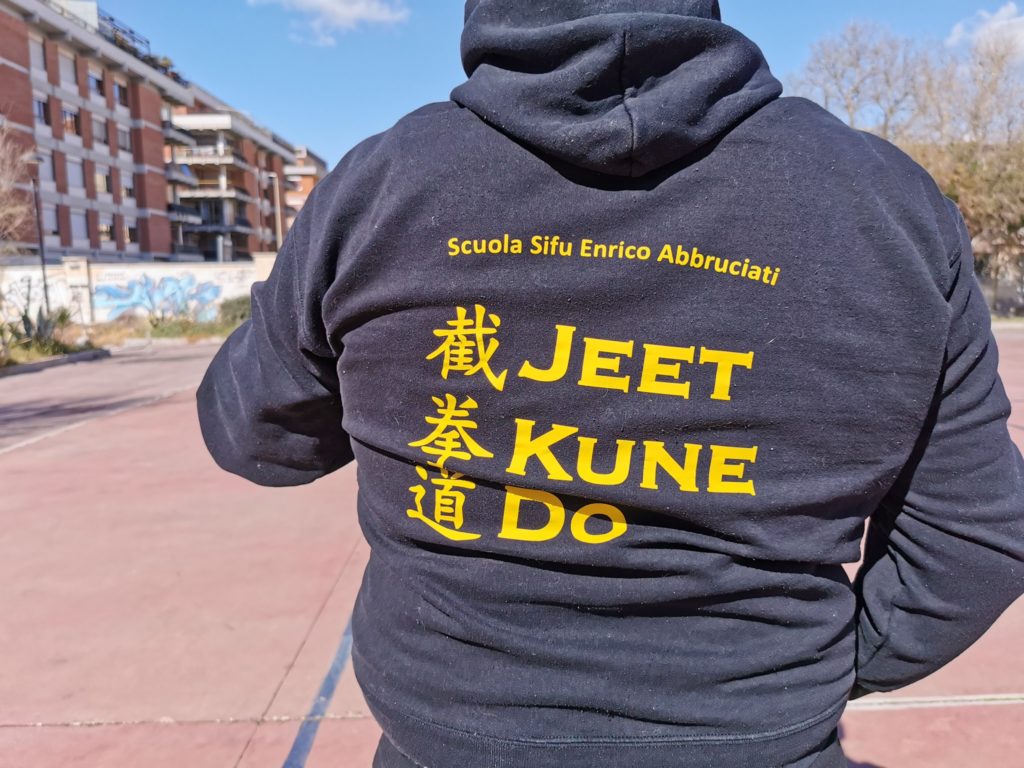 Scuola Sifu Enrico Abbruciati
截 JEET
拳 KUNE
道 DO